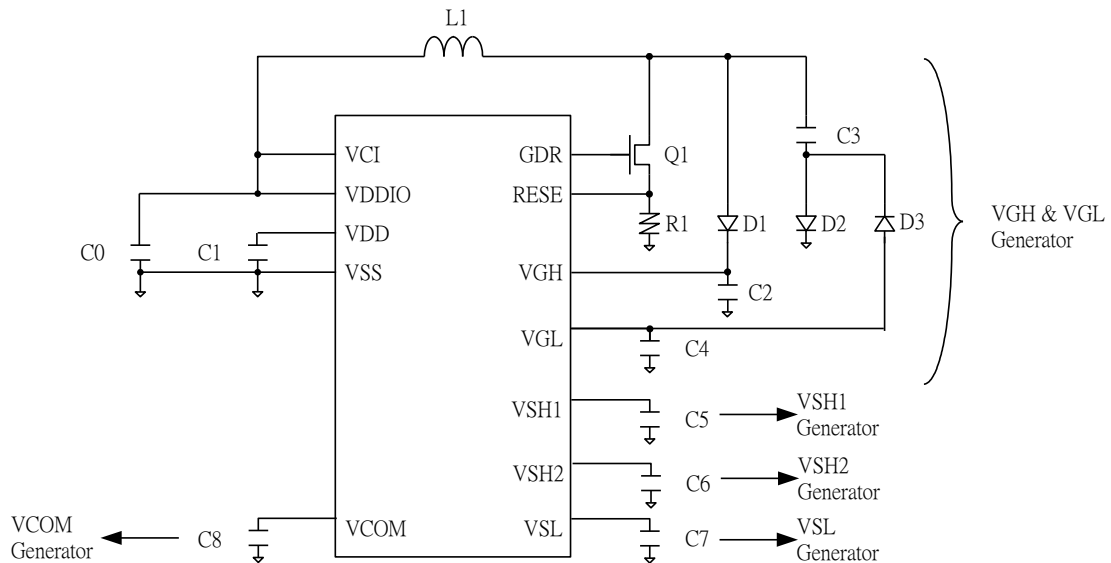 L1
VCI
GDR
Q1
C3
VDDIO
RESE
R1
D1
D2
D3
VGH & VGL
Generator
C0
C1
VDD
VSS
VGH
C2
VGL
C4
VSH1
C5
VSH1
Generator
VSH2
C6
VSH2
Generator
VCOM
Generator
C8
VCOM
VSL
C7
VSL
Generator